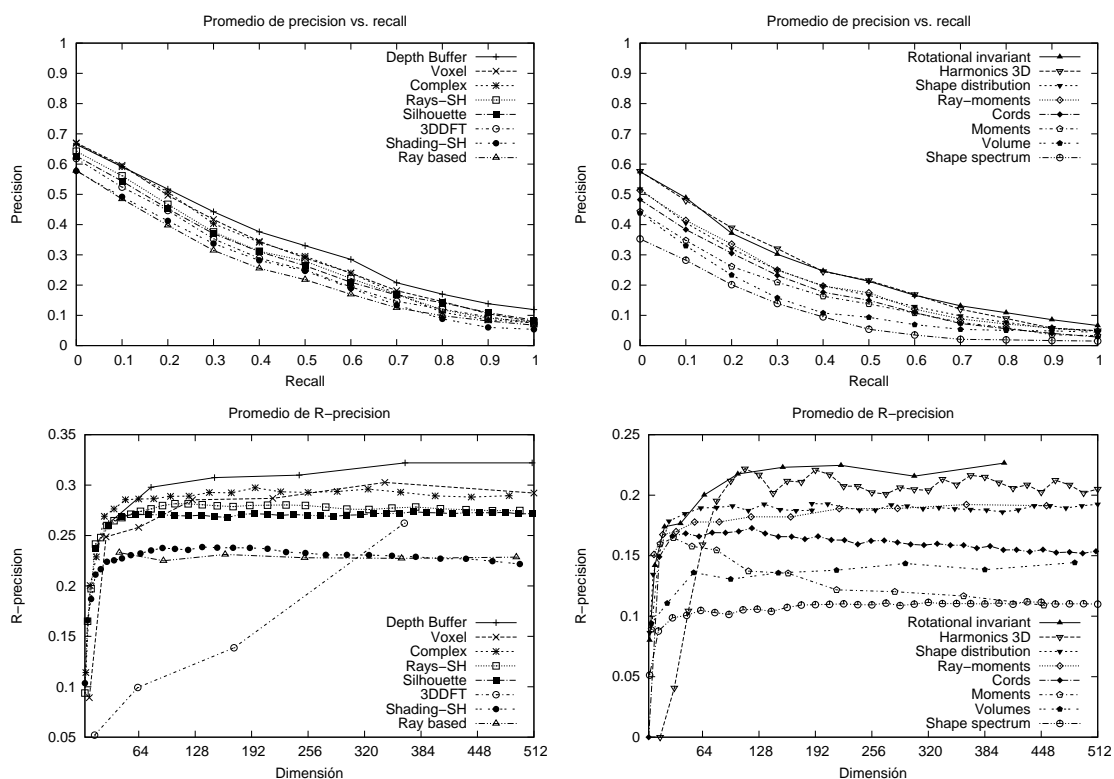 Promedio de precision vs. recall
Precision
1
0.9
0.8
0.7
0.6
0.5
0.4
0.3
0.2
0.1
0
0 0.1 0.2 0.3 0.4 0.5 0.6 0.7 0.8 0.9 1
Recall
Depth Buffer
Voxel
Complex
Rays−SH
Silhouette
3DDFT
Shading−SH
Ray based
Promedio de precision vs. recall
Precision
1
0.9
0.8
0.7
0.6
0.5
0.4
0.3
0.2
0.1
0
0 0.1 0.2 0.3 0.4 0.5 0.6 0.7 0.8 0.9 1
Recall
Rotational invariant
Harmonics 3D
Shape distribution
Ray−moments
Cords
Moments
Volume
Shape spectrum
Promedio de R−precision
R−precision
0.35
0.3
0.25
0.2
0.15
0.1
0.05
64 128 192 256 320 384 448 512
Dimensión
Depth Buffer
Voxel
Complex
Rays−SH
Silhouette
3DDFT
Shading−SH
Ray based
Promedio de R−precision
R−precision
0.25
0.2
0.15
0.1
0.05
0
64 128 192 256 320 384 448 512
Dimensión
Rotational invariant
Harmonics 3D
Shape distribution
Ray−moments
Cords
Moments
Volumes
Shape spectrum